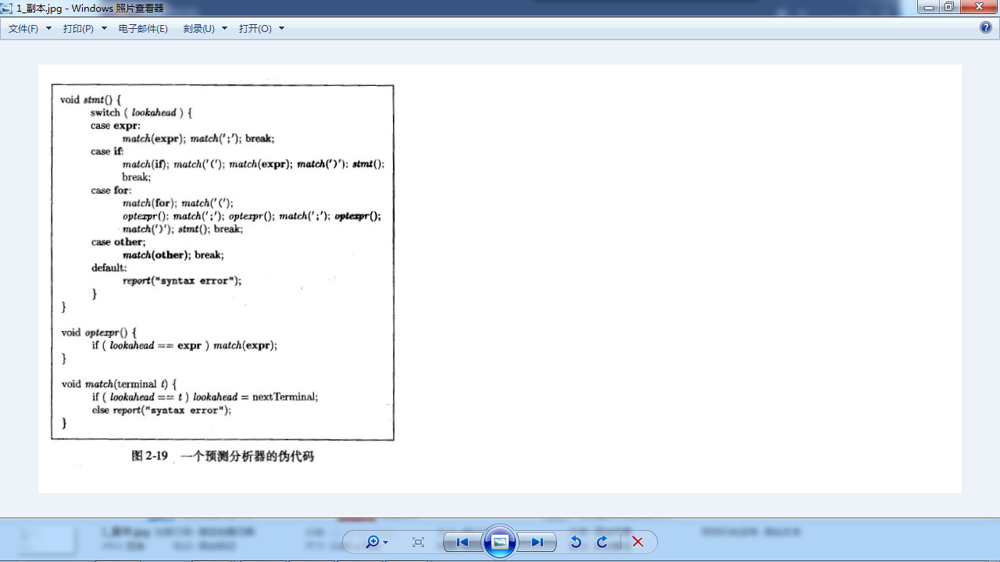 1_副本.jpg - Windows 照片查看器
文件(F) 打印(P) 电子邮件(E) 刻录(U) 打开(O)
void stmt() {
switch ( lookahead ) {
case expr:
match(expr); match(';'); break;
case if:
match(if); match('('); match(expr); match(')'); stmt();
break;
case for:
match(for); match('(');
optexpr(); match(';'); optexpr(); match(';'); optexpr();
match(')'); stmt(); break;
case other;
match(other); break;
default:
report("syntax error");
}
}
void optexpr() {
if ( lookahead == expr ) match(expr);
}
void match(terminal t) {
if ( lookahead == t ) lookahead = nextTerminal;
else report("syntax error");
}
图 2-19 一个预测分析器的伪代码
1_副本.jpg